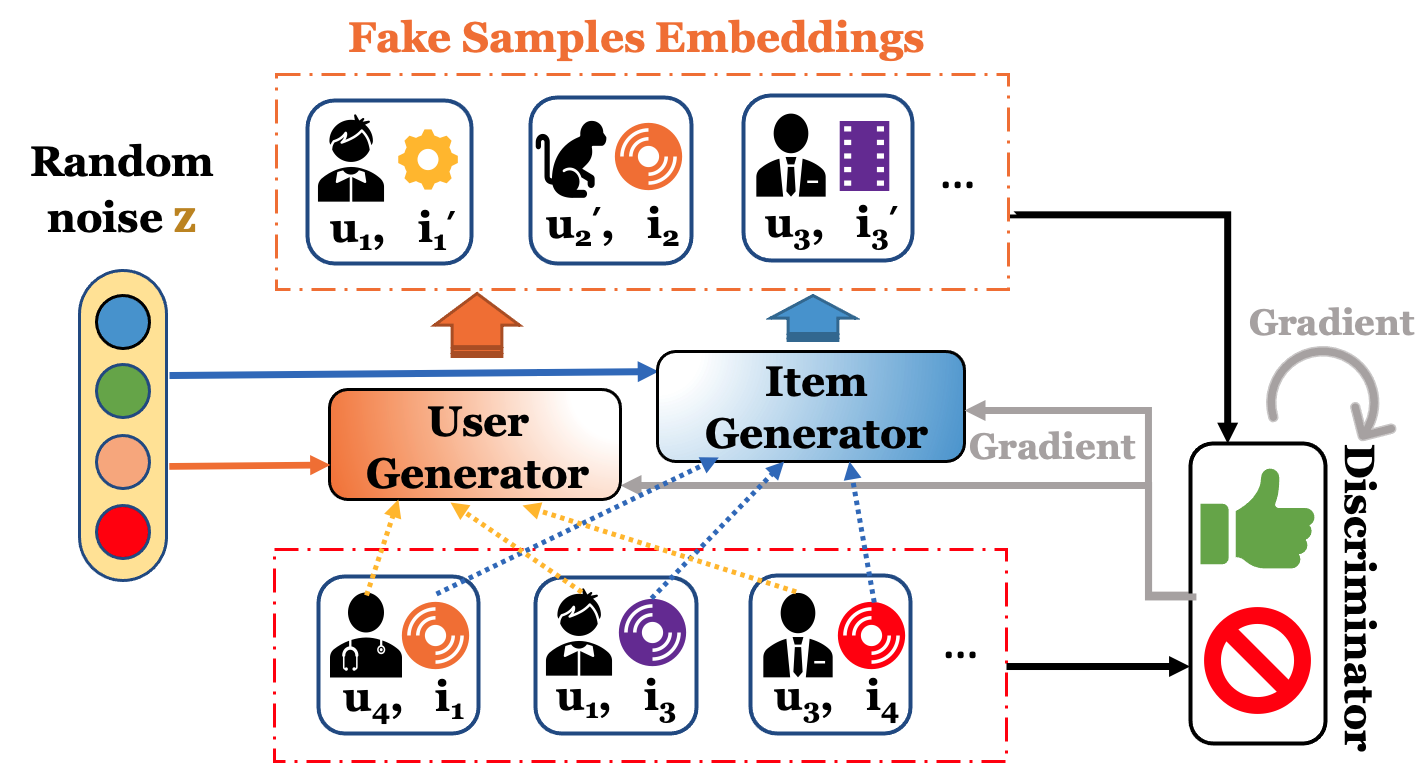 Fake Samples Embeddings
Random
noise z
u₁, i₁′
u₂′, i₂
u₃, i₃′
...
Gradient
Item
Generator
User
Generator
Gradient
Discriminator
u₄, i₁
u₁, i₃
u₃, i₄
...